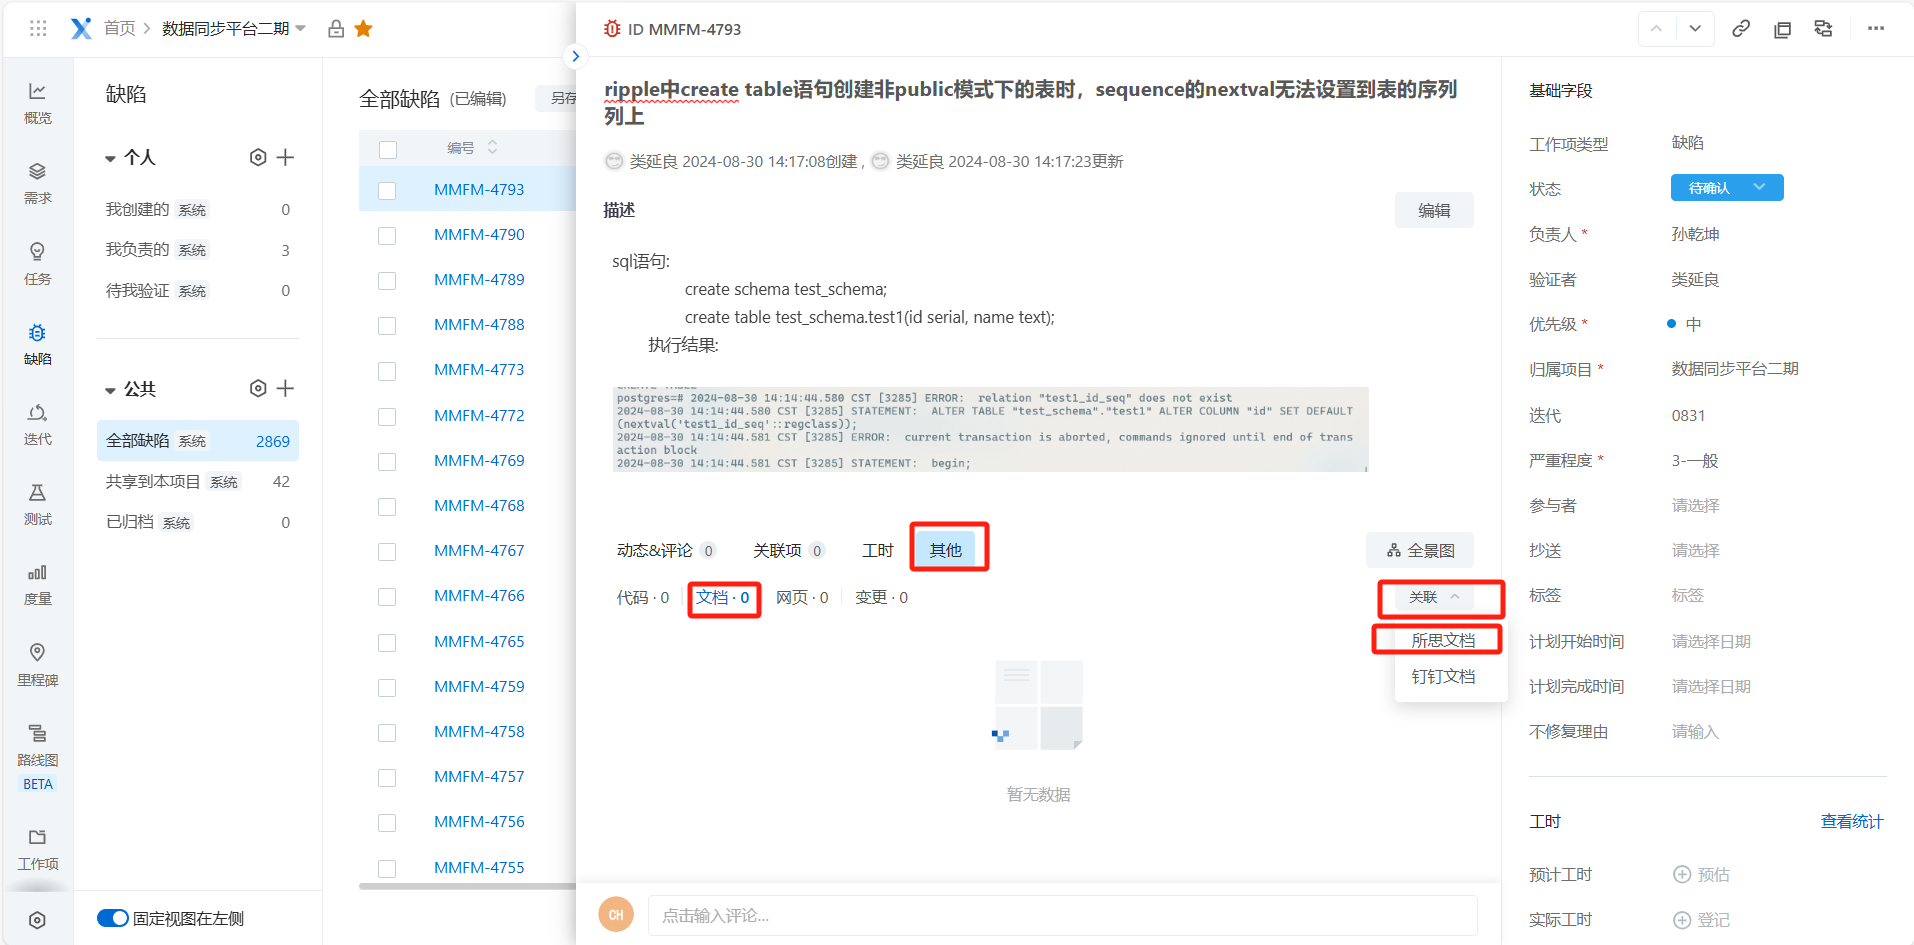 首页 数据同步平台二期
概览
需求
任务
缺陷
迭代
测试
度量
里程碑
路线图
BETA
工作项
缺陷
个人
我创建的 系统 0
我负责的 系统 3
待我验证 系统 0
公共
全部缺陷 系统 2869
共享到本项目 系统 42
已归档 系统 0
固定视图在左侧
全部缺陷 (已编辑) 另存
编号
MMFM-4793
MMFM-4790
MMFM-4789
MMFM-4788
MMFM-4773
MMFM-4772
MMFM-4769
MMFM-4768
MMFM-4767
MMFM-4766
MMFM-4765
MMFM-4759
MMFM-4758
MMFM-4757
MMFM-4756
MMFM-4755
ID MMFM-4793
ripple中create table语句创建非public模式下的表时，sequence的nextval无法设置到表的序列
列上
类延良 2024-08-30 14:17:08创建 , 类延良 2024-08-30 14:17:23更新
描述 编辑
sql语句:
create schema test_schema;
create table test_schema.test1(id serial, name text);
执行结果:
CREATE TABLE
postgres=# 2024-08-30 14:14:44.580 CST [3285] ERROR:  relation "test1_id_seq" does not exist
2024-08-30 14:14:44.580 CST [3285] STATEMENT:  ALTER TABLE "test_schema"."test1" ALTER COLUMN "id" SET DEFAULT
(nextval('test1_id_seq'::regclass));
2024-08-30 14:14:44.581 CST [3285] ERROR:  current transaction is aborted, commands ignored until end of trans
action block
2024-08-30 14:14:44.581 CST [3285] STATEMENT:  begin;
动态&评论 0 关联项 0 工时 其他 全景图
代码 · 0 文档 · 0 网页 · 0 变更 · 0 关联
所思文档
钉钉文档
暂无数据
CH 点击输入评论...
基础字段
工作项类型 缺陷
状态 待确认
负责人 * 孙乾坤
验证者 类延良
优先级 * 中
归属项目 * 数据同步平台二期
迭代 0831
严重程度 * 3-一般
参与者 请选择
抄送 请选择
标签 标签
计划开始时间 请选择日期
计划完成时间 请选择日期
不修复理由 请输入
工时 查看统计
预计工时 预估
实际工时 登记